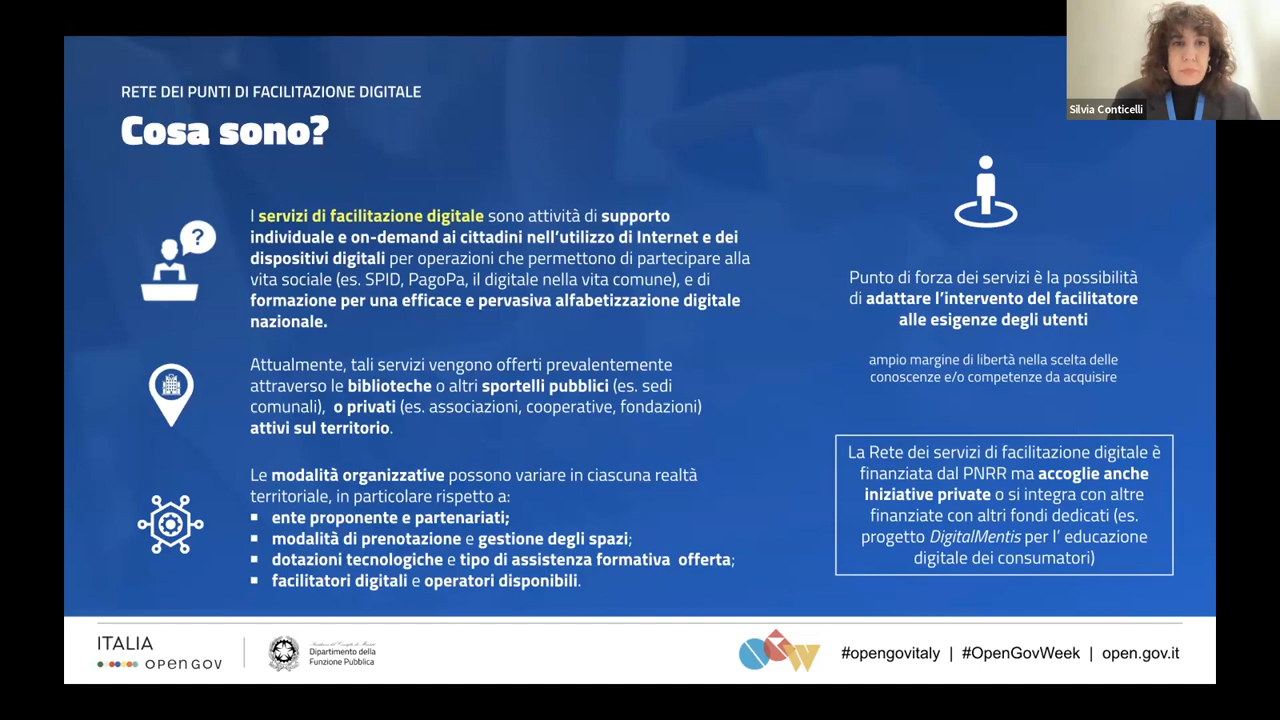 Silvia Conticelli
RETE DEI PUNTI DI FACILITAZIONE DIGITALE
Cosa sono?
?
I servizi di facilitazione digitale sono attività di supporto
individuale e on-demand ai cittadini nell'utilizzo di Internet e dei
dispositivi digitali per operazioni che permettono di partecipare alla
vita sociale (es. SPID, PagoPa, il digitale nella vita comune), e di
formazione per una efficace e pervasiva alfabetizzazione digitale
nazionale.
Attualmente, tali servizi vengono offerti prevalentemente
attraverso le biblioteche o altri sportelli pubblici (es. sedi
comunali), o privati (es. associazioni, cooperative, fondazioni)
attivi sul territorio.
Le modalità organizzative possono variare in ciascuna realtà
territoriale, in particolare rispetto a:
▪ ente proponente e partenariati;
▪ modalità di prenotazione e gestione degli spazi;
▪ dotazioni tecnologiche e tipo di assistenza formativa offerta;
▪ facilitatori digitali e operatori disponibili.
Punto di forza dei servizi è la possibilità
di adattare l'intervento del facilitatore
alle esigenze degli utenti
ampio margine di libertà nella scelta delle
conoscenze e/o competenze da acquisire
La Rete dei servizi di facilitazione digitale è
finanziata dal PNRR ma accoglie anche
iniziative private o si integra con altre
finanziate con altri fondi dedicati (es.
progetto DigitalMentis per l' educazione
digitale dei consumatori)
ITALIA
OPEN GOV
Dipartimento della
Funzione Pubblica
OGW
#opengovitaly | #OpenGovWeek | open.gov.it